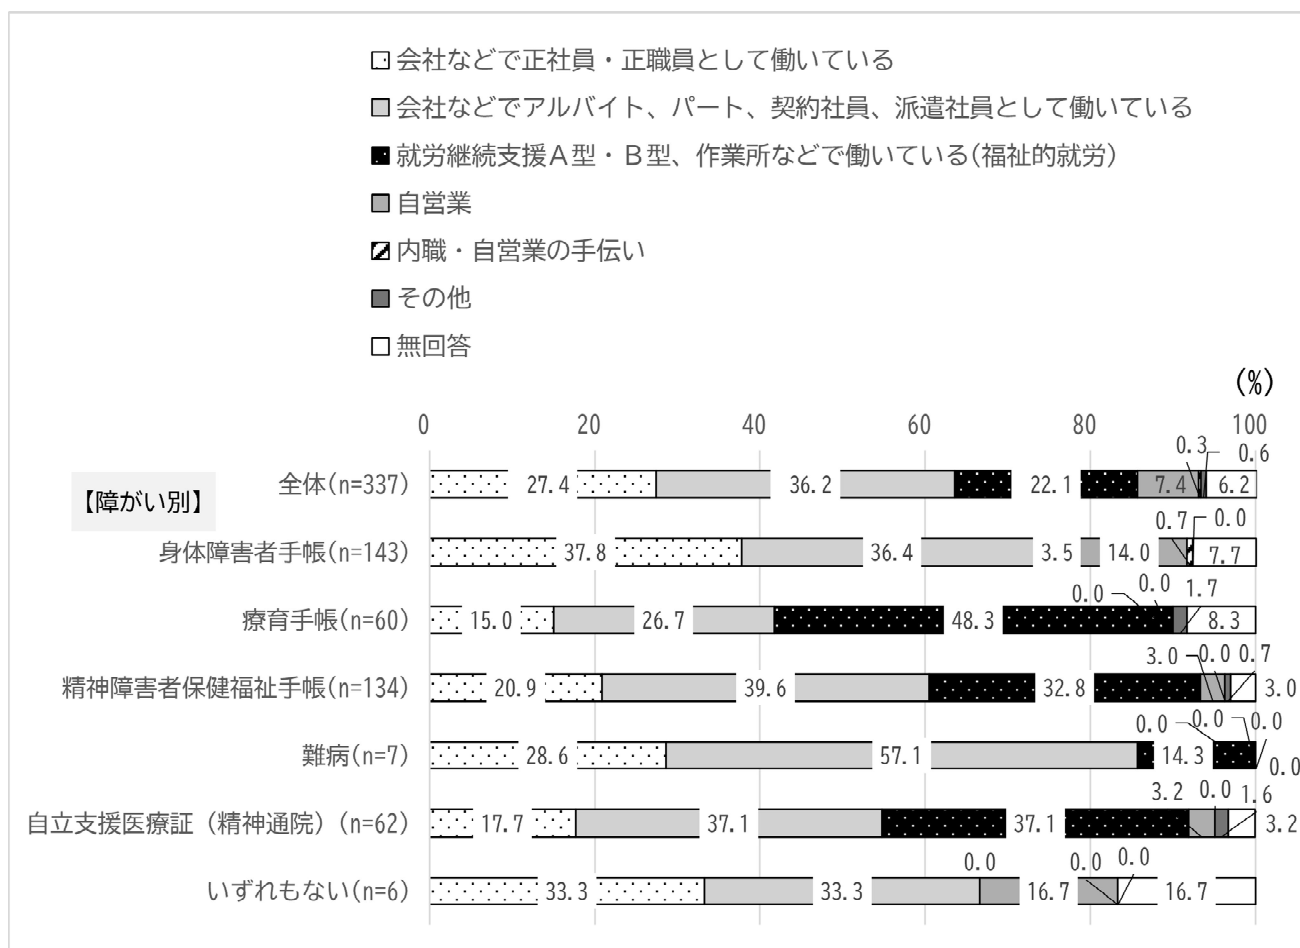 会社などで正社員・正職員として働いている
会社などでアルバイト、パート、契約社員、派遣社員として働いている
就労継続支援A型・B型、作業所などで働いている(福祉的就労)
自営業
内職・自営業の手伝い
その他
無回答
(%)
0 20 40 60 80 100
【障がい別】
全体(n=337) 27.4 36.2 22.1 7.4 0.3 0.6 6.2
身体障害者手帳(n=143) 37.8 36.4 3.5 14.0 0.7 0.0 7.7
療育手帳(n=60) 15.0 26.7 48.3 0.0 0.0 1.7 8.3
精神障害者保健福祉手帳(n=134) 20.9 39.6 32.8 3.0 0.0 0.7 3.0
難病(n=7) 28.6 57.1 14.3 0.0 0.0 0.0 0.0
自立支援医療証（精神通院）(n=62) 17.7 37.1 37.1 3.2 0.0 1.6 3.2
いずれもない(n=6) 33.3 33.3 0.0 16.7 0.0 0.0 16.7